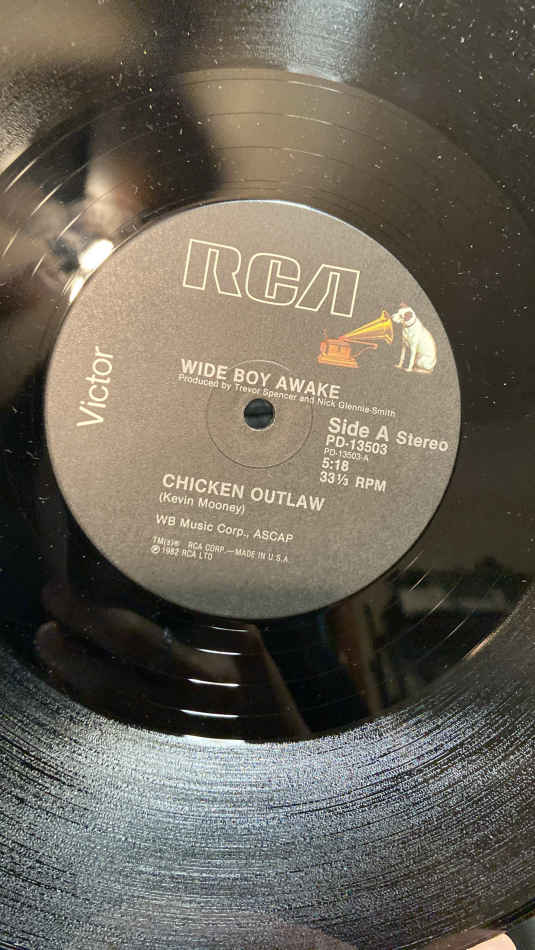 RCA
Victor
WIDE BOY AWAKE
Produced by Trevor Spencer and Nick Glennie-Smith
Side A Stereo
PD-13503
PD-13503-A
5:18
33⅓ RPM
CHICKEN OUTLAW
(Kevin Mooney)
WB Music Corp., ASCAP
TM(s)® RCA CORP.—MADE IN U.S.A.
℗ 1982 RCA LTD